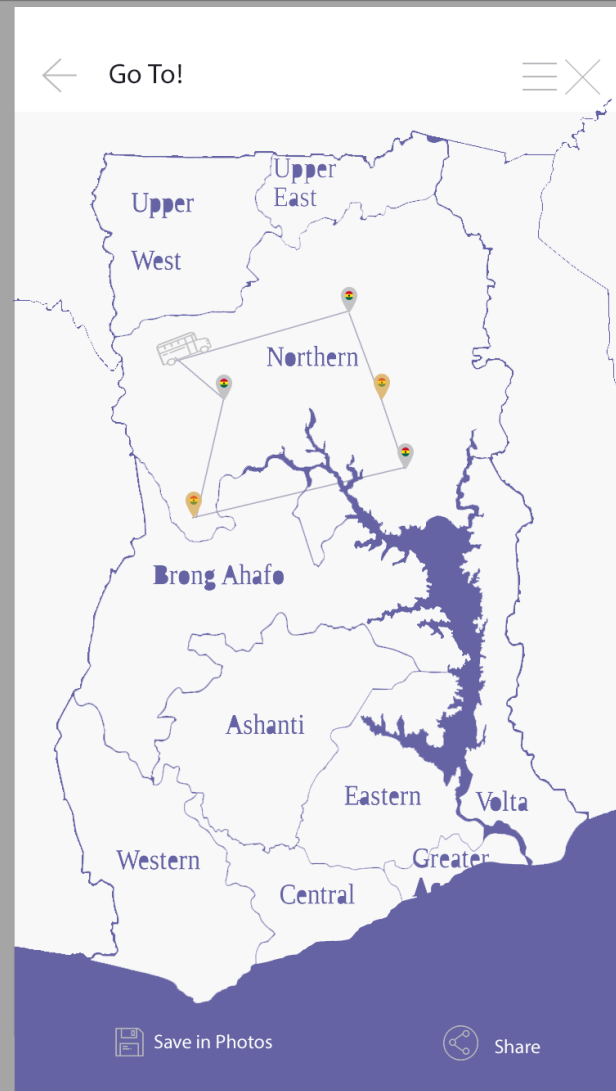 Go To!
Upper
East
Upper
West
Northern
Brong Ahafo
Ashanti
Eastern
Volta
Western
Greater
Central
Save in Photos
Share